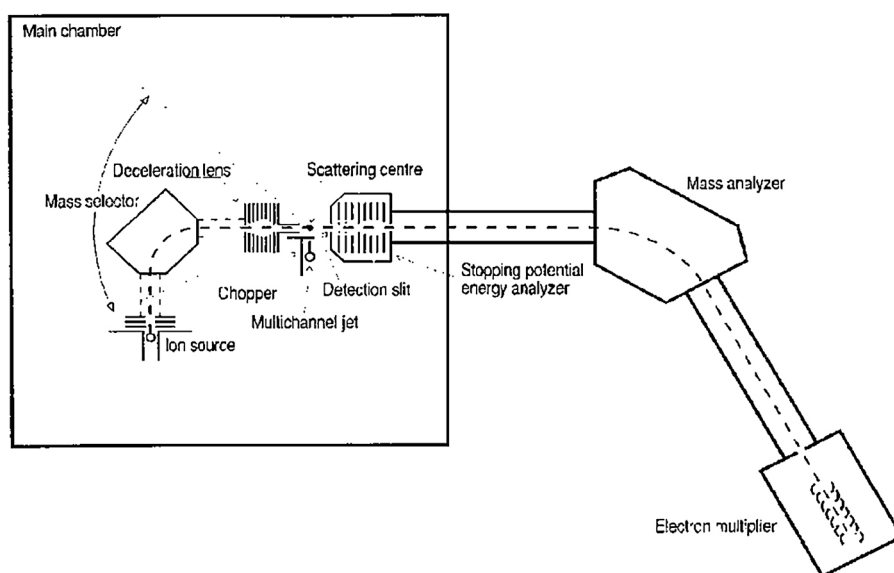 Main chamber
Deceleration lens
Scattering centre
Mass selector
Mass analyzer
Chopper
Detection slit
Stopping potential
energy analyzer
Multichannel jet
Ion source
Electron multiplier